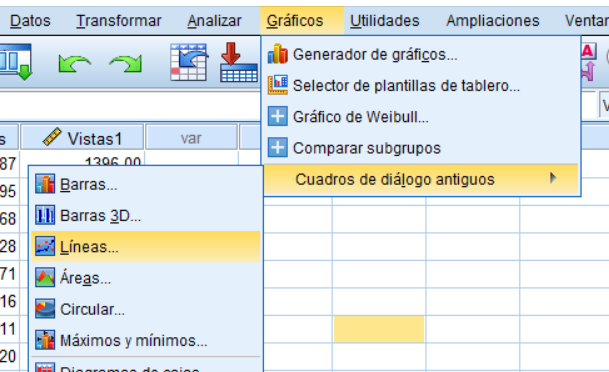 Datos Transformar Analizar Gráficos Utilidades Ampliaciones Ventar
Generador de gráficos...
Selector de plantillas de tablero...
Gráfico de Weibull...
Comparar subgrupos
Cuadros de diálogo antiguos
s Vistas1 var
87 1396,00
95 Barras...
68 Barras 3D...
28 Líneas...
71 Áreas...
16 Circular...
11 Máximos y mínimos...
20 Diagramas de cajas